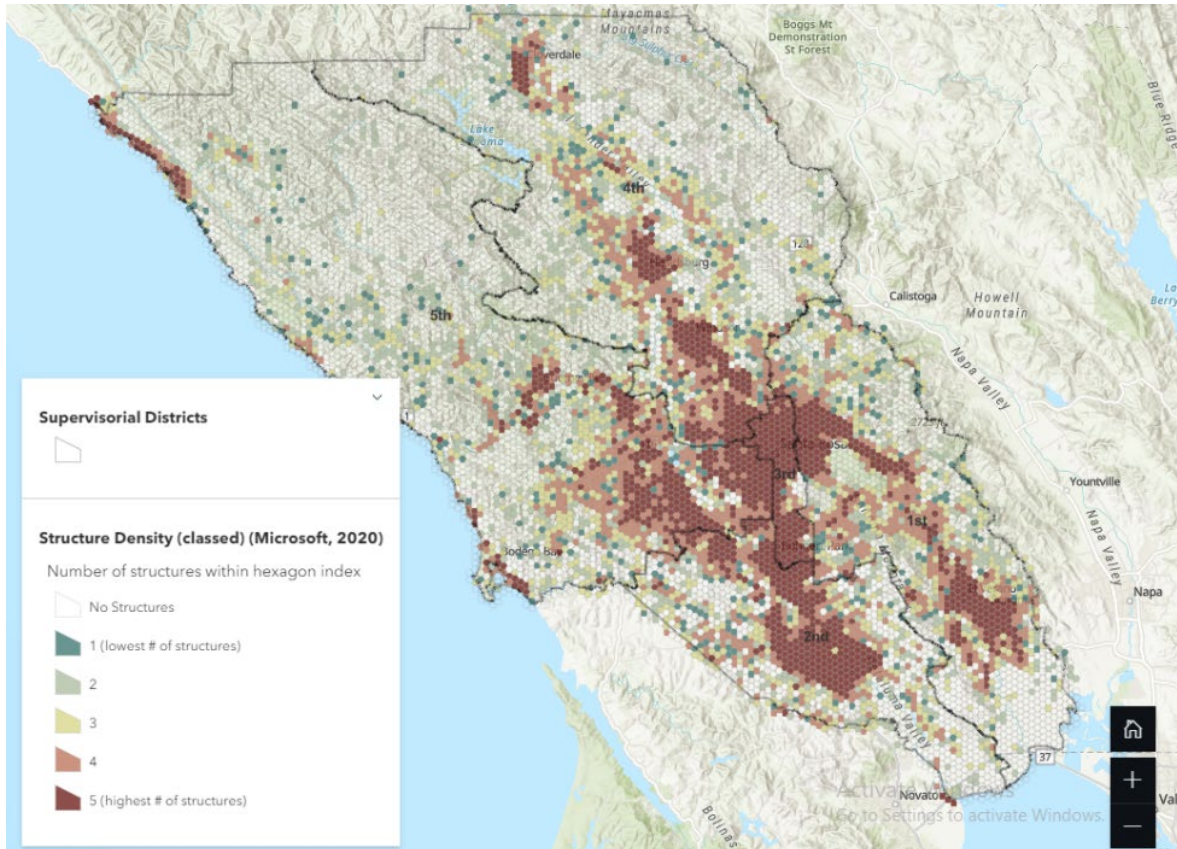 Mayacmas
Mountains
Boggs Mt
Demonstration
St Forest
Blue Ridge
Lake
4th
128
Calistoga
Howell
Mountain
Napa Valley
5th
1
2nd
3rd
1st
Yountville
Napa Valley
Napa
Bodega Bay
37
Novato
Bolinas
Supervisorial Districts
Structure Density (classed) (Microsoft, 2020)
Number of structures within hexagon index
No Structures
1 (lowest # of structures)
2
3
4
5 (highest # of structures)
Activate Windows
Go to Settings to activate Windows.
+
−